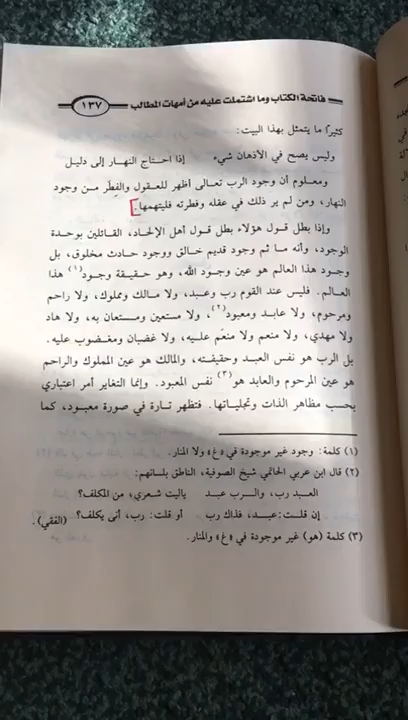 فاتحة الكتاب وما اشتملت عليه من أمهات المطالب ١٣٧
كثيرًا ما يتمثل بهذا البيت:
وليس يصح في الأذهان شيء إذا احتاج النهار إلى دليل
ومعلوم أن وجود الرب تعالى أظهر للعقول والفِطَر من وجود
النهار، ومن لم ير ذلك في عقله وفطرته فليتهمها.
وإذا بطل قول هؤلاء بطل قول أهل الإلحاد، القائلين بوحدة
الوجود، وأنه ما ثم وجود قديم خالق ووجود حادث مخلوق، بل
وجود هذا العالم هو عين وجود الله، وهو حقيقة وجود(١) هذا
العالم. فليس عند القوم رب وعبد، ولا مالك ومملوك، ولا راحم
ومرحوم، ولا عابد ومعبود(٢)، ولا مستعين ومستعان به، ولا هاد
ولا مهدي، ولا منعم ولا منعَم عليه، ولا غضبان ومغضوب عليه.
بل الرب هو نفس العبد وحقيقته، والمالك هو عين المملوك والراحم
هو عين المرحوم والعابد هو(٣) نفس المعبود. وإنما التغاير أمر اعتباري
بحسب مظاهر الذات وتجلياتها. فتظهر تارة في صورة معبود، كما
(١) كلمة: وجود غير موجودة في «غ» ولا المنار.
(٢) قال ابن عربي الحاتمي شيخ الصوفية، الناطق بلسانهم:
العبد رب، والرب عبد ياليت شعري، من المكلف؟
إن قلت: عبد، فذاك رب أو قلت: رب، أنى يكلف؟ (الفقي).
(٣) كلمة (هو) غير موجودة في «غ» والمنار.